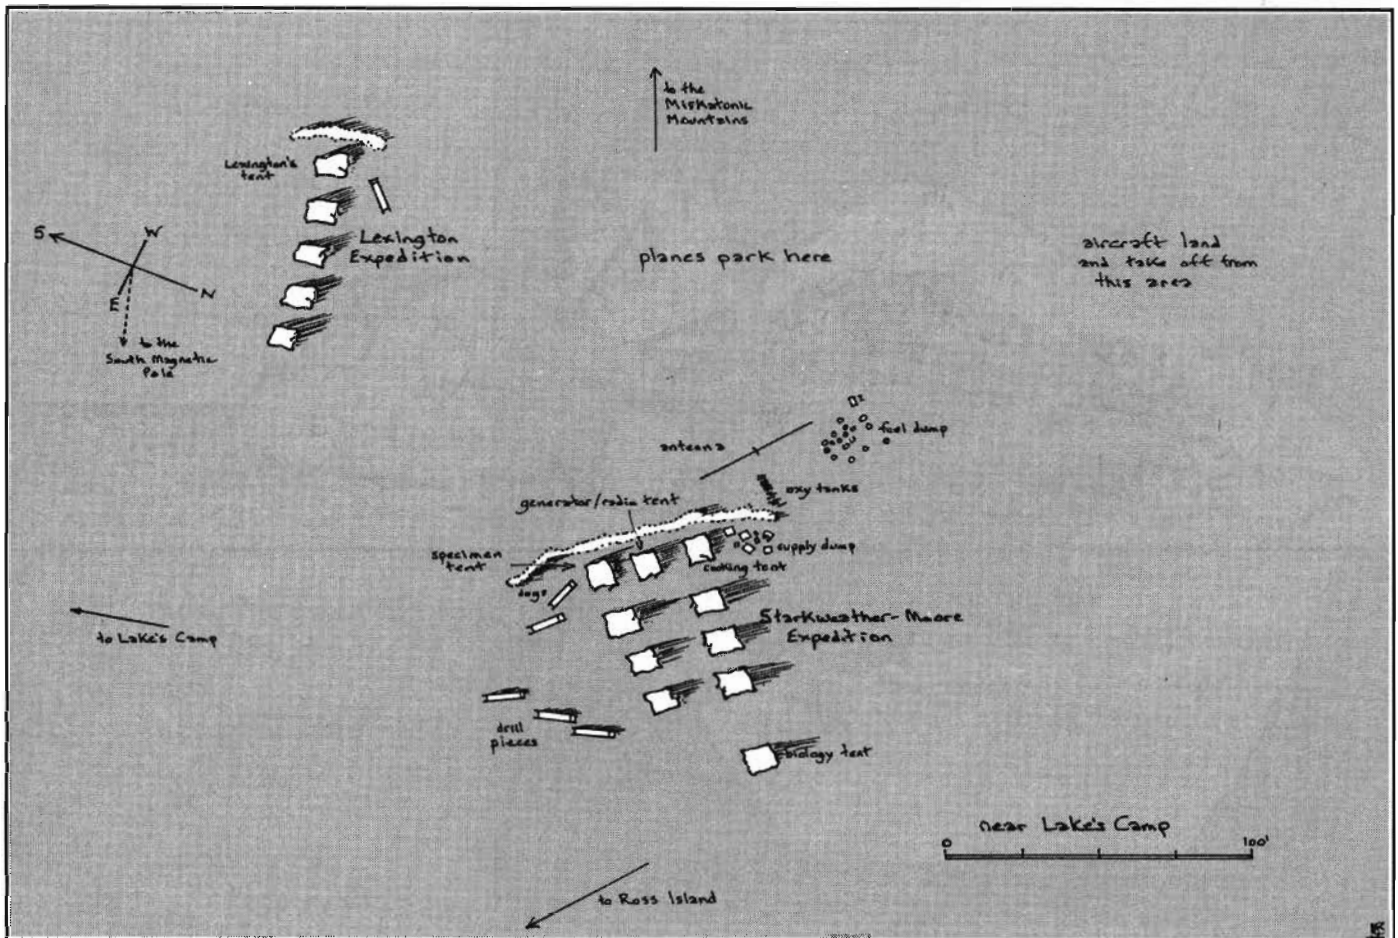 to the
Miskatonic
Mountains
Lexington's
tent
Lexington
Expedition
S
W
N
E
to the
South Magnetic
Pole
planes park here
aircraft land
and take off from
this area
antenna
fuel dump
oxy tanks
generator/radio tent
specimen
tent
supply dump
cooking tent
dogs
Starkweather-Moore
Expedition
to Lake's Camp
drill
pieces
biology tent
near Lake's Camp
0
100'
to Ross Island